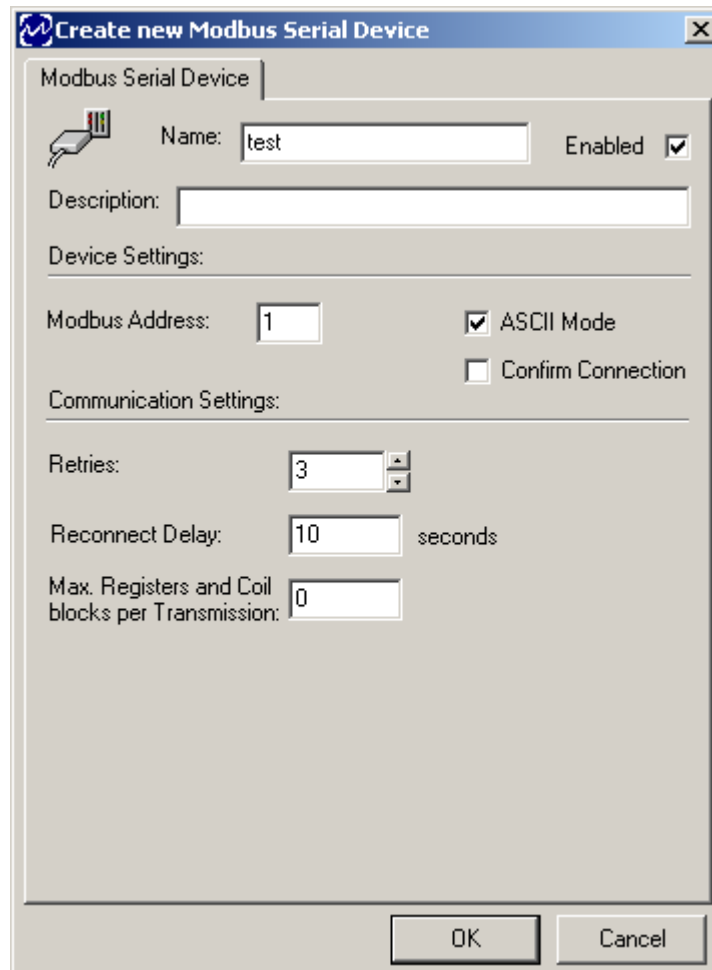 Create new Modbus Serial Device
Modbus Serial Device
Name: test Enabled
Description:
Device Settings:
Modbus Address: 1 ASCII Mode
Confirm Connection
Communication Settings:
Retries: 3
Reconnect Delay: 10 seconds
Max. Registers and Coil
blocks per Transmission: 0
OK Cancel